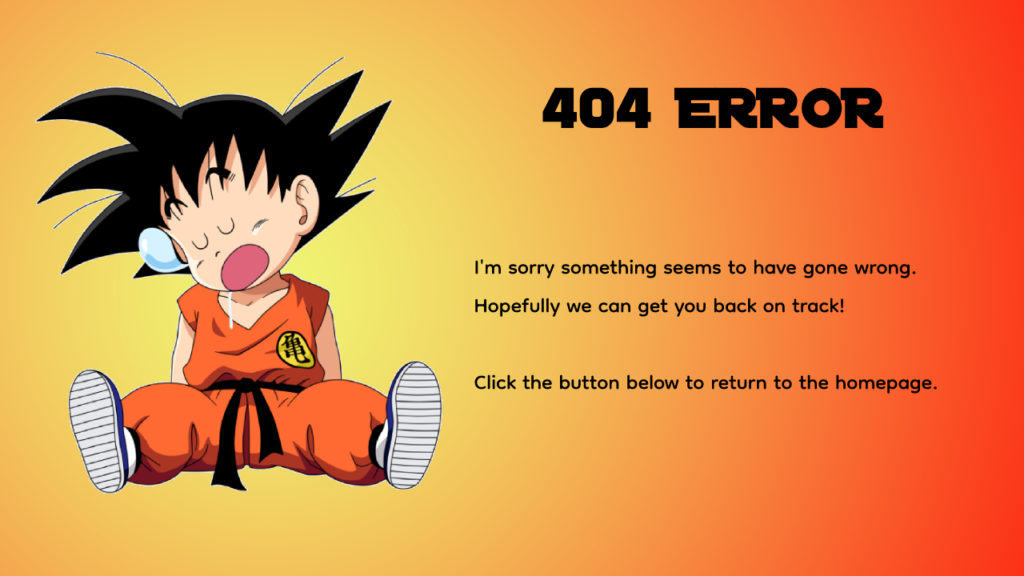 404 ERROR
I'm sorry something seems to have gone wrong.
Hopefully we can get you back on track!
Click the button below to return to the homepage.
亀